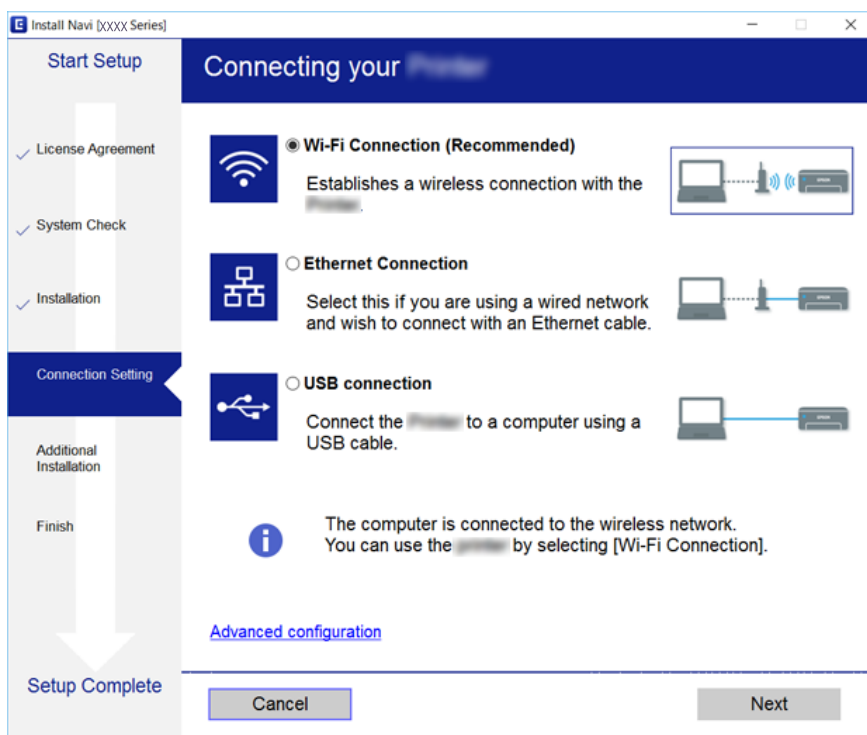 Install Navi [XXXX Series]
Start Setup
License Agreement
System Check
Installation
Connection Setting
Additional
Installation
Finish
Setup Complete
Connecting your
Wi-Fi Connection (Recommended)
Establishes a wireless connection with the
.
Ethernet Connection
Select this if you are using a wired network
and wish to connect with an Ethernet cable.
USB connection
Connect the to a computer using a
USB cable.
The computer is connected to the wireless network.
You can use the by selecting [Wi-Fi Connection].
Advanced configuration
Cancel
Next